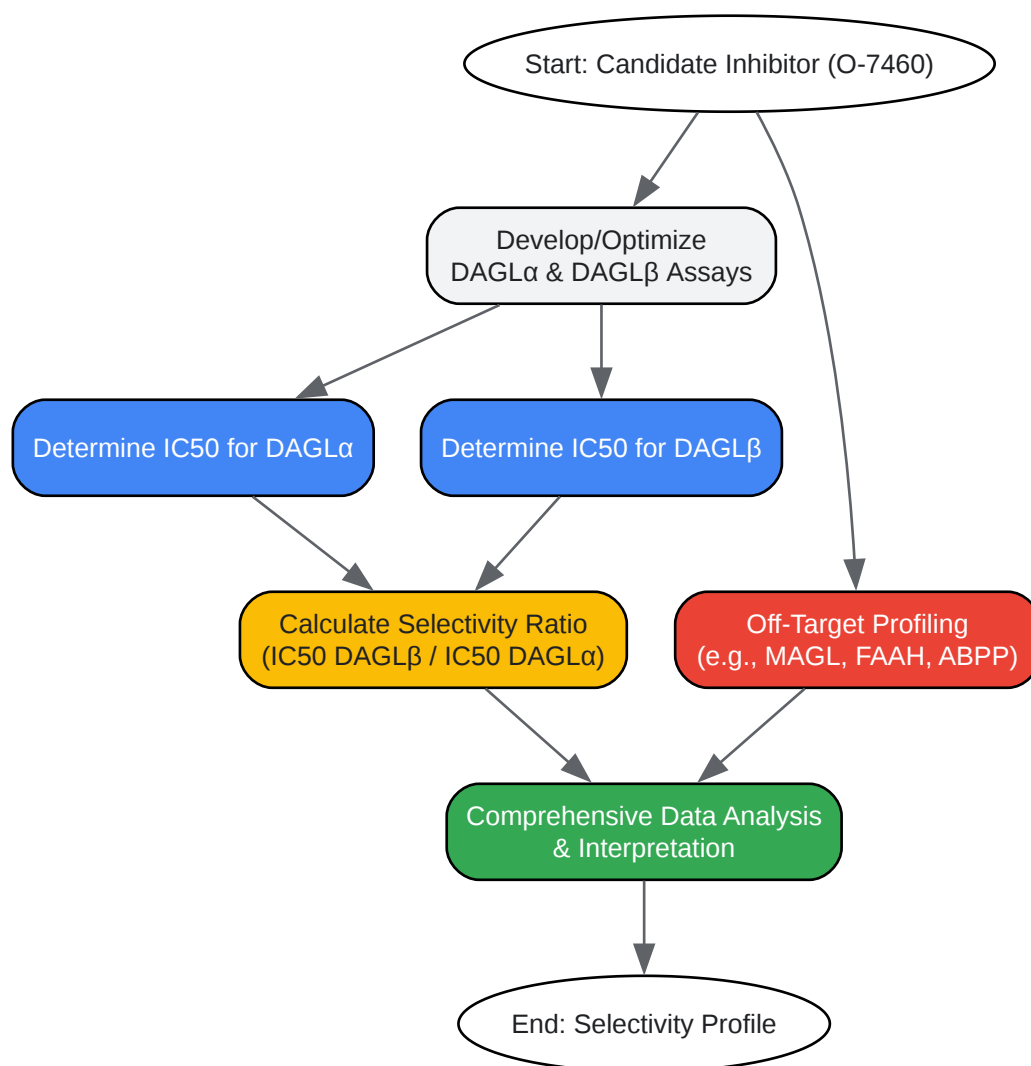 Start: Candidate Inhibitor (O-7460)
Develop/Optimize
DAGLα & DAGLβ Assays
Determine IC50 for DAGLα
Determine IC50 for DAGLβ
Calculate Selectivity Ratio
(IC50 DAGLβ / IC50 DAGLα)
Off-Target Profiling
(e.g., MAGL, FAAH, ABPP)
Comprehensive Data Analysis
& Interpretation
End: Selectivity Profile